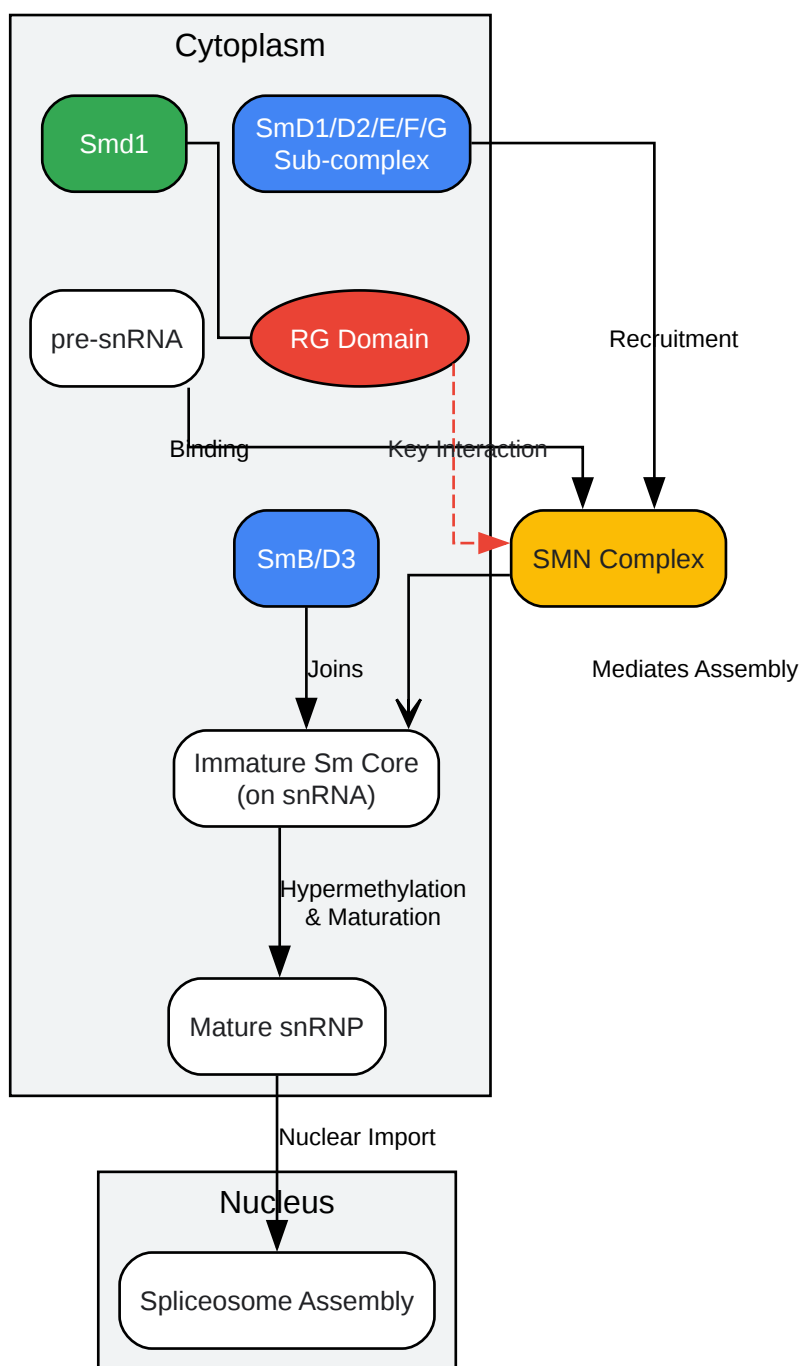 Cytoplasm
Smd1
SmD1/D2/E/F/G
Sub-complex
pre-snRNA
RG Domain
Recruitment
Binding
Key Interaction
SmB/D3
SMN Complex
Joins
Mediates Assembly
Immature Sm Core
(on snRNA)
Hypermethylation
& Maturation
Mature snRNP
Nuclear Import
Nucleus
Spliceosome Assembly